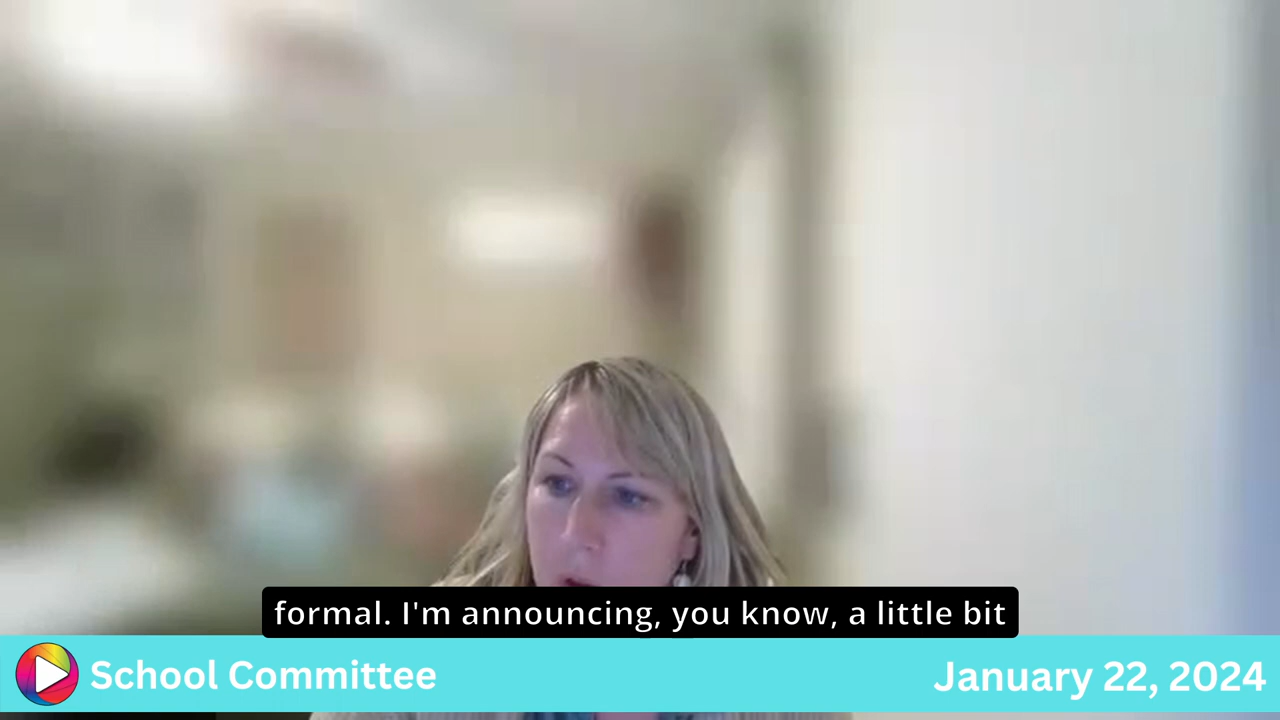 formal. I'm announcing, you know, a little bit
School Committee
January 22, 2024